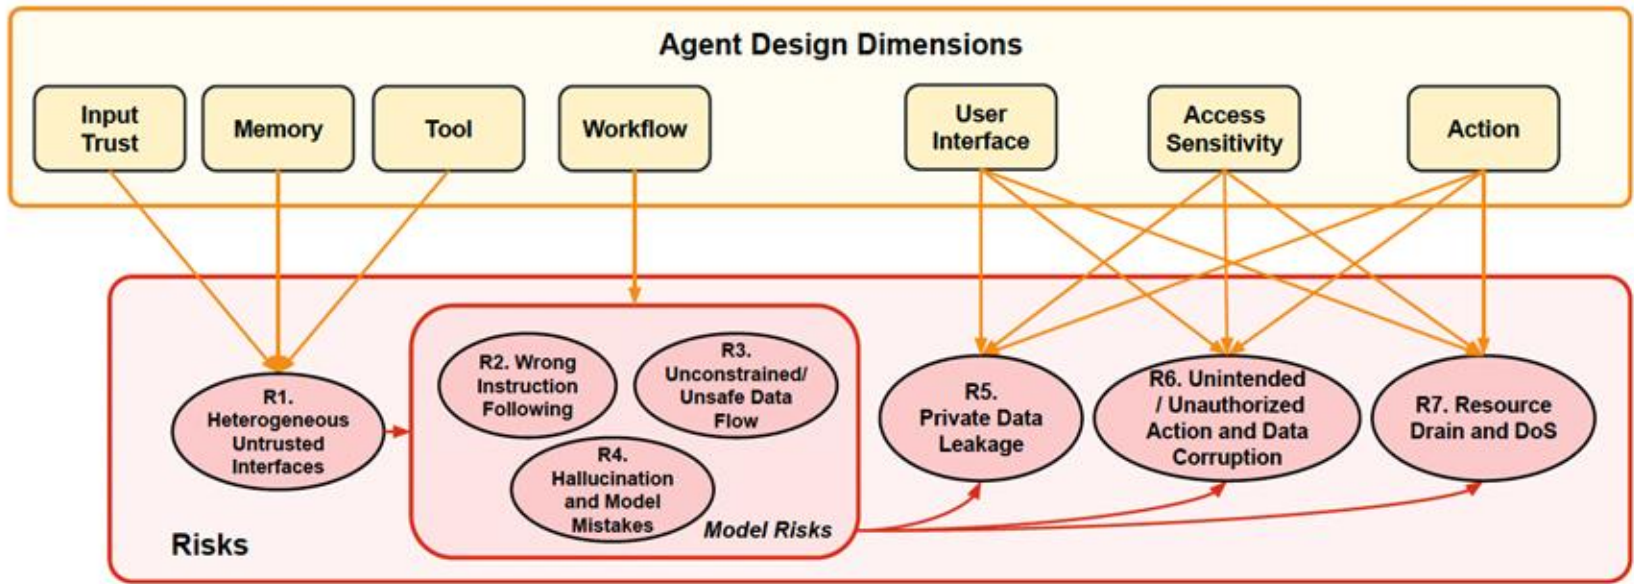 Agent Design Dimensions
Input
Trust
Memory
Tool
Workflow
User
Interface
Access
Sensitivity
Action
R1.
Heterogeneous
Untrusted
Interfaces
R2. Wrong
Instruction
Following
R3.
Unconstrained/
Unsafe Data
Flow
R4.
Hallucination
and Model
Mistakes
Model Risks
R5.
Private Data
Leakage
R6. Unintended
/ Unauthorized
Action and Data
Corruption
R7. Resource
Drain and DoS
Risks